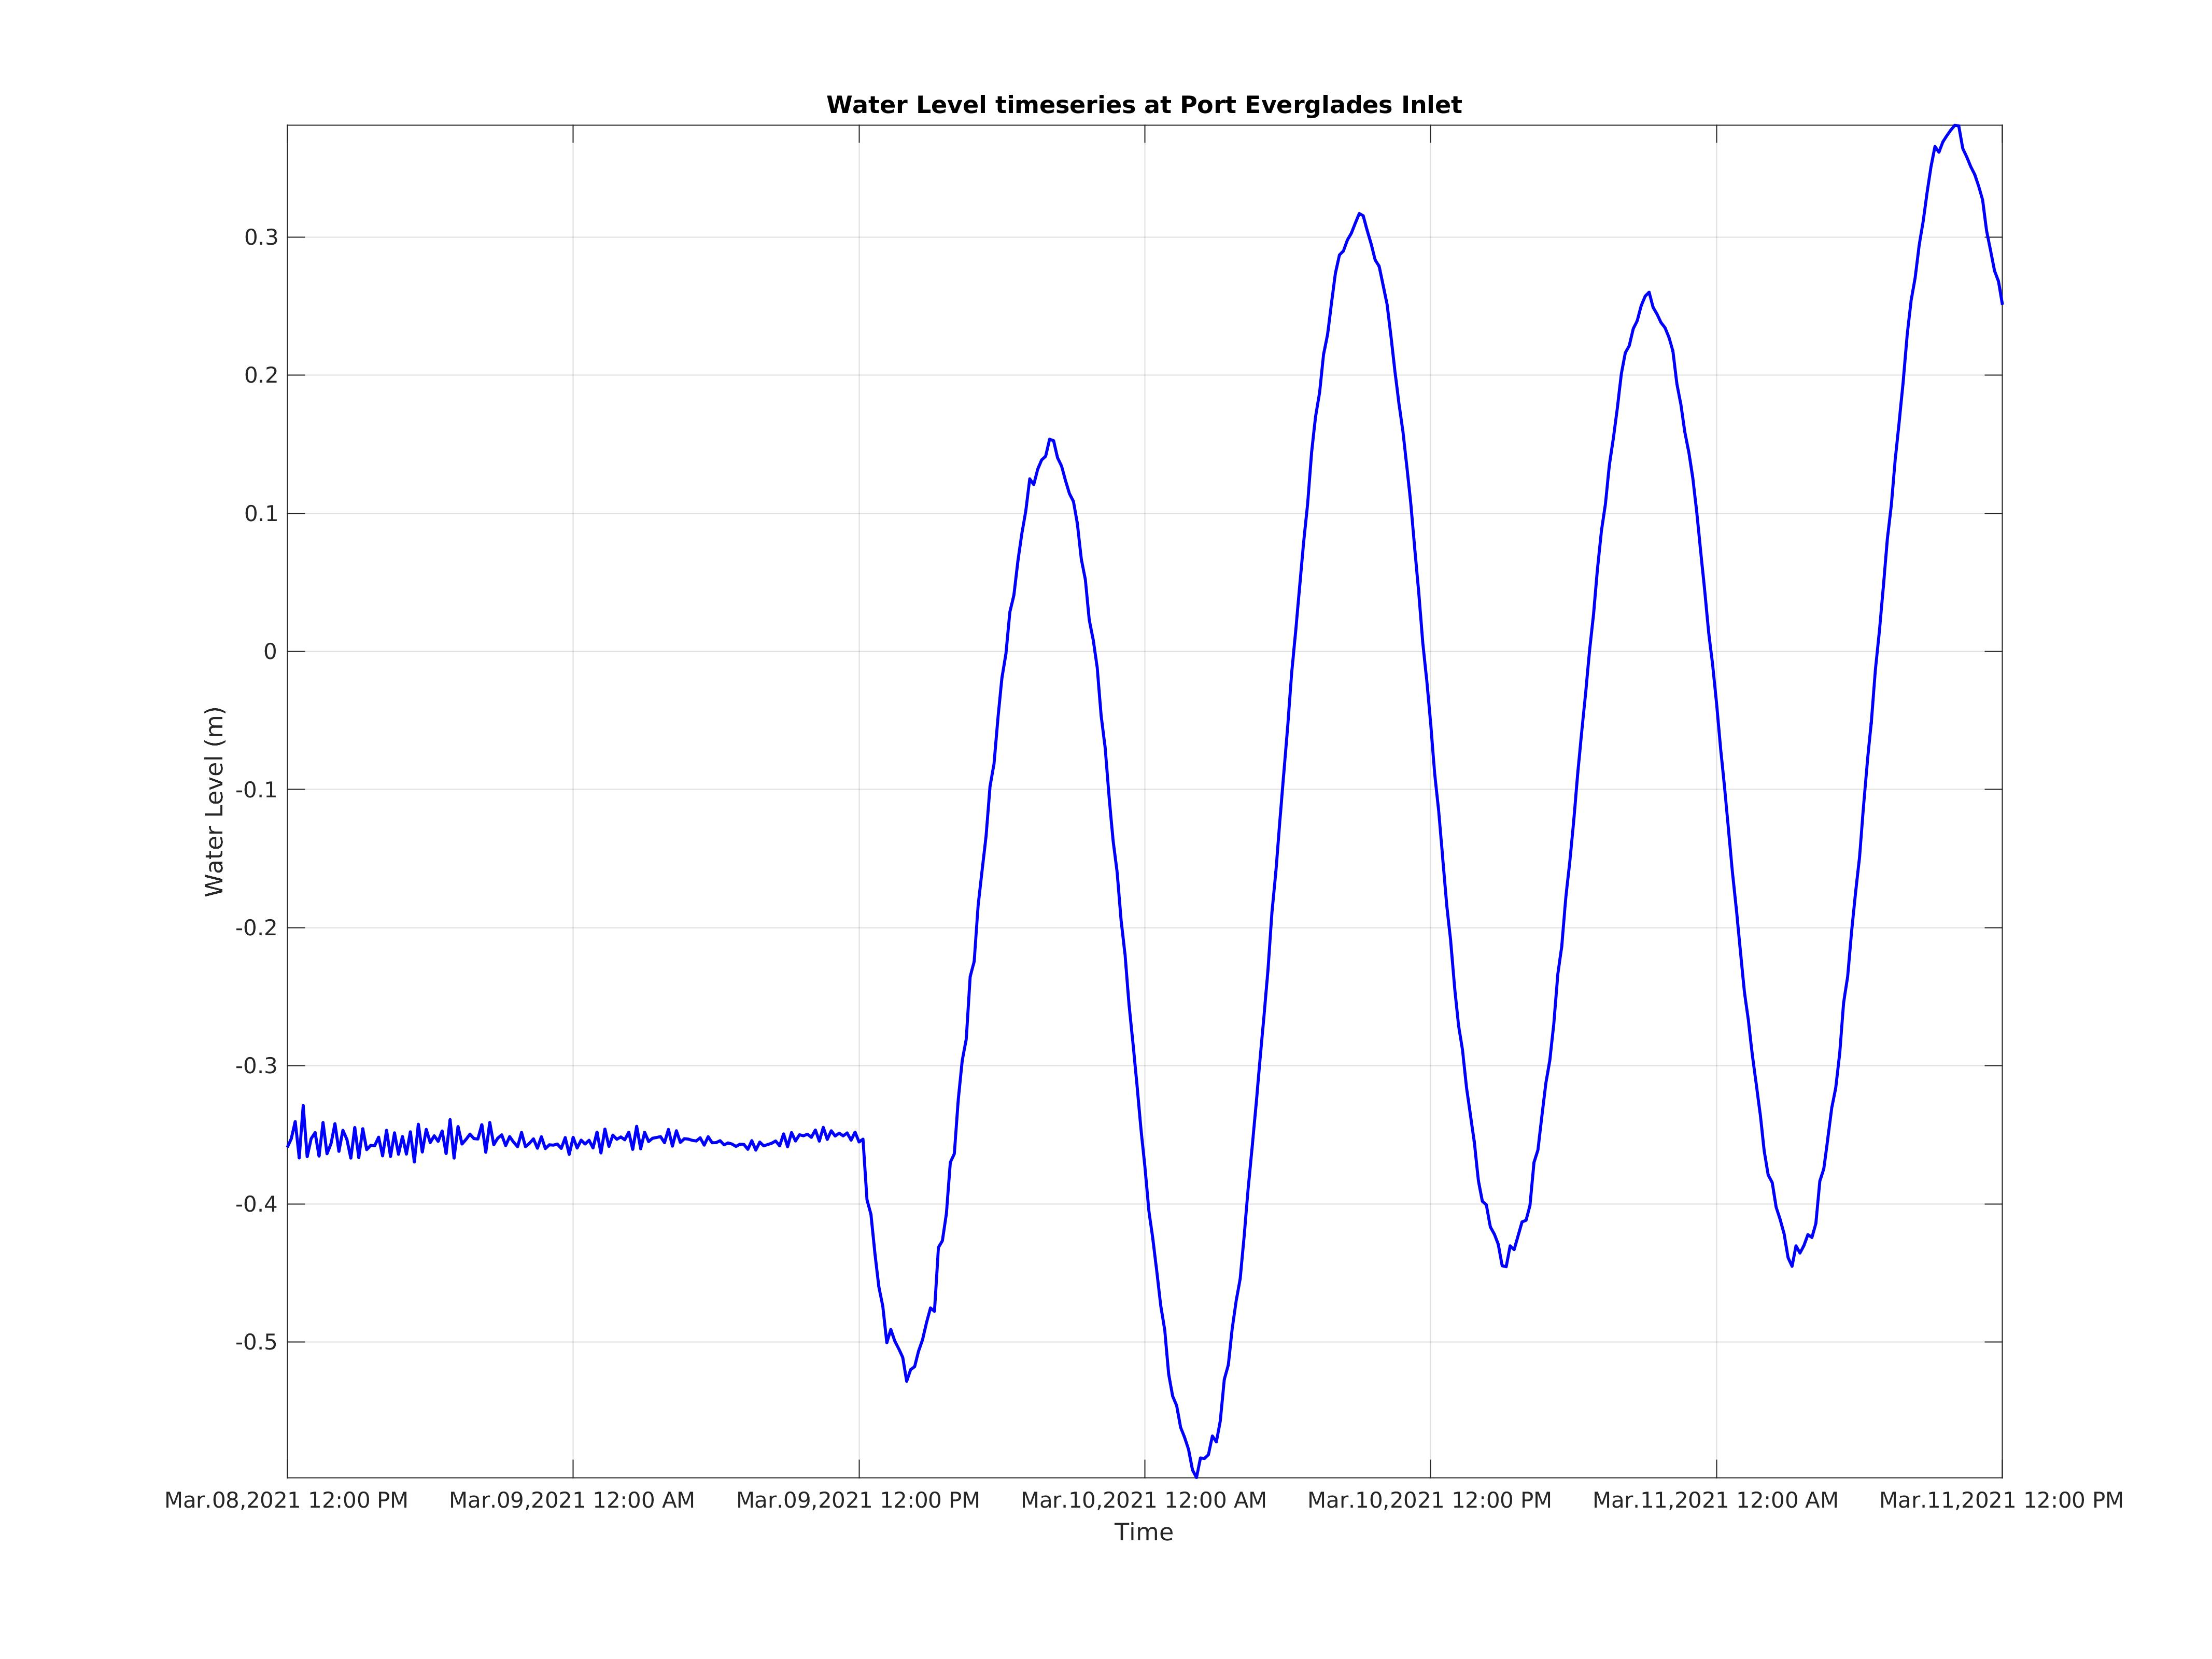 Water Level timeseries at Port Everglades Inlet
0.3
0.2
0.1
0
-0.1
-0.2
-0.3
-0.4
-0.5
Water Level (m)
Mar.08,2021 12:00 PM Mar.09,2021 12:00 AM Mar.09,2021 12:00 PM Mar.10,2021 12:00 AM Mar.10,2021 12:00 PM Mar.11,2021 12:00 AM Mar.11,2021 12:00 PM
Time